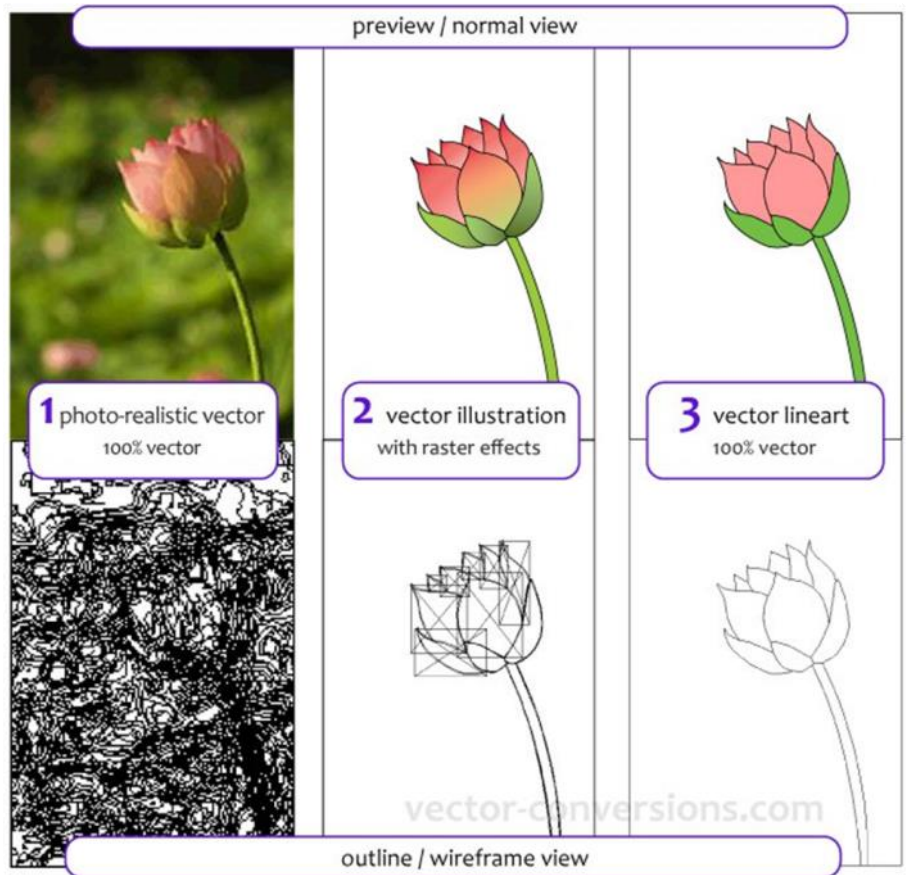 preview / normal view
1 photo-realistic vector
100% vector
2 vector illustration
with raster effects
3 vector lineart
100% vector
vector-conversions.com
outline / wireframe view